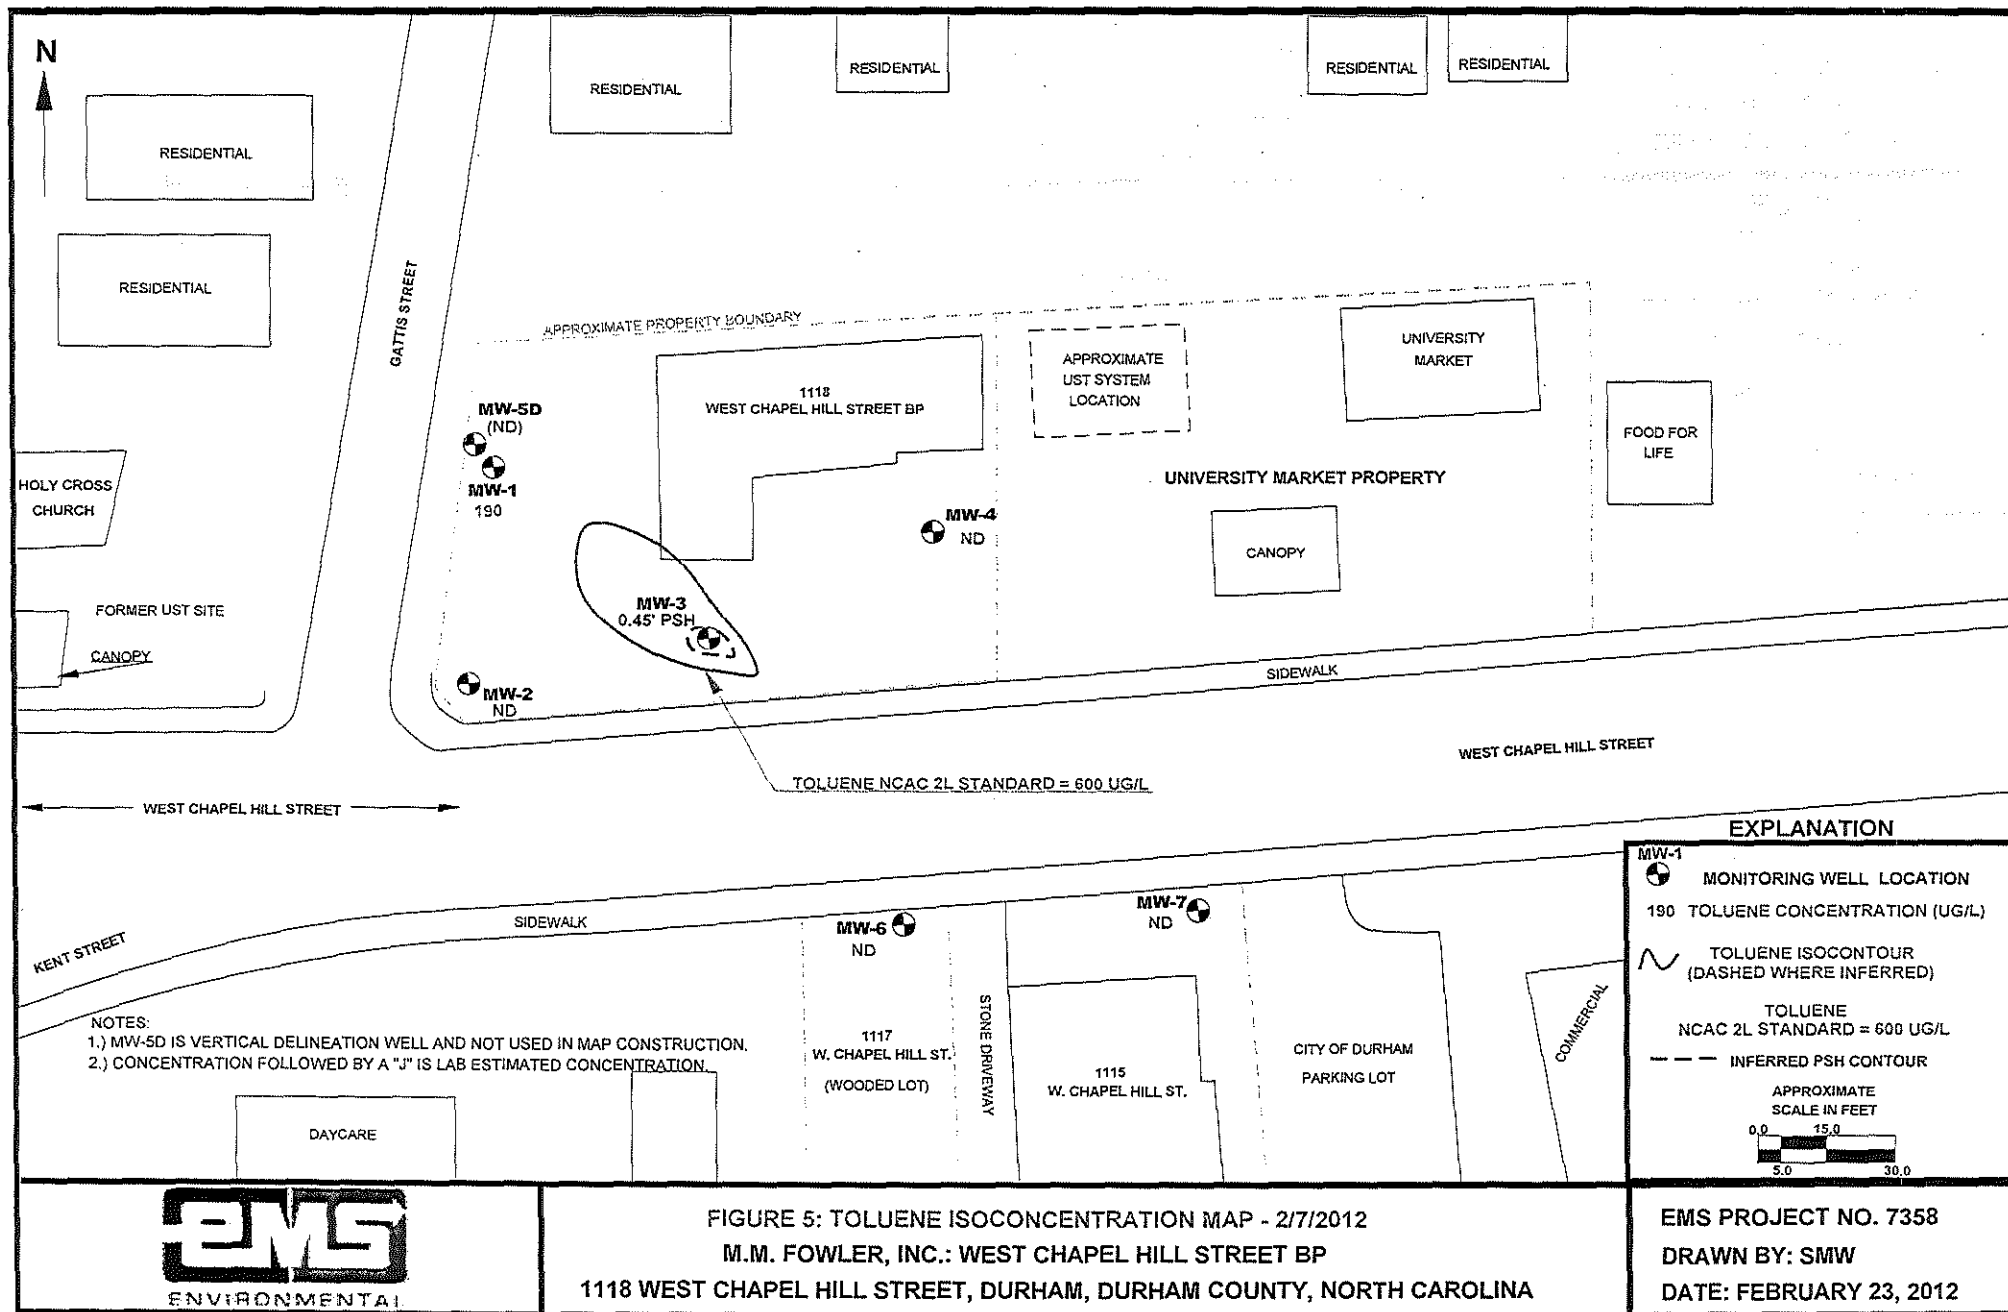 N
RESIDENTIAL
RESIDENTIAL
RESIDENTIAL
RESIDENTIAL
RESIDENTIAL
RESIDENTIAL
GATTIS STREET
APPROXIMATE PROPERTY BOUNDARY
1118
WEST CHAPEL HILL STREET BP
APPROXIMATE
UST SYSTEM
LOCATION
UNIVERSITY
MARKET
FOOD FOR
LIFE
UNIVERSITY MARKET PROPERTY
CANOPY
MW-5D
(ND)
MW-1
190
MW-4
ND
MW-3
0.45' PSH
MW-2
ND
HOLY CROSS
CHURCH
FORMER UST SITE
CANOPY
SIDEWALK
WEST CHAPEL HILL STREET
TOLUENE NCAC 2L STANDARD = 600 UG/L
WEST CHAPEL HILL STREET
SIDEWALK
KENT STREET
MW-6
ND
MW-7
ND
NOTES:
1.) MW-5D IS VERTICAL DELINEATION WELL AND NOT USED IN MAP CONSTRUCTION.
2.) CONCENTRATION FOLLOWED BY A "J" IS LAB ESTIMATED CONCENTRATION.
DAYCARE
1117
W. CHAPEL HILL ST.
(WOODED LOT)
STONE DRIVEWAY
1115
W. CHAPEL HILL ST.
CITY OF DURHAM
PARKING LOT
COMMERCIAL
EXPLANATION
MW-1
MONITORING WELL LOCATION
190 TOLUENE CONCENTRATION (UG/L)
TOLUENE ISOCONTOUR
(DASHED WHERE INFERRED)
TOLUENE
NCAC 2L STANDARD = 600 UG/L
INFERRED PSH CONTOUR
APPROXIMATE
SCALE IN FEET
0.0 15.0
5.0 30.0
EMS
ENVIRONMENTAL
FIGURE 5: TOLUENE ISOCONCENTRATION MAP - 2/7/2012
M.M. FOWLER, INC.: WEST CHAPEL HILL STREET BP
1118 WEST CHAPEL HILL STREET, DURHAM, DURHAM COUNTY, NORTH CAROLINA
EMS PROJECT NO. 7358
DRAWN BY: SMW
DATE: FEBRUARY 23, 2012